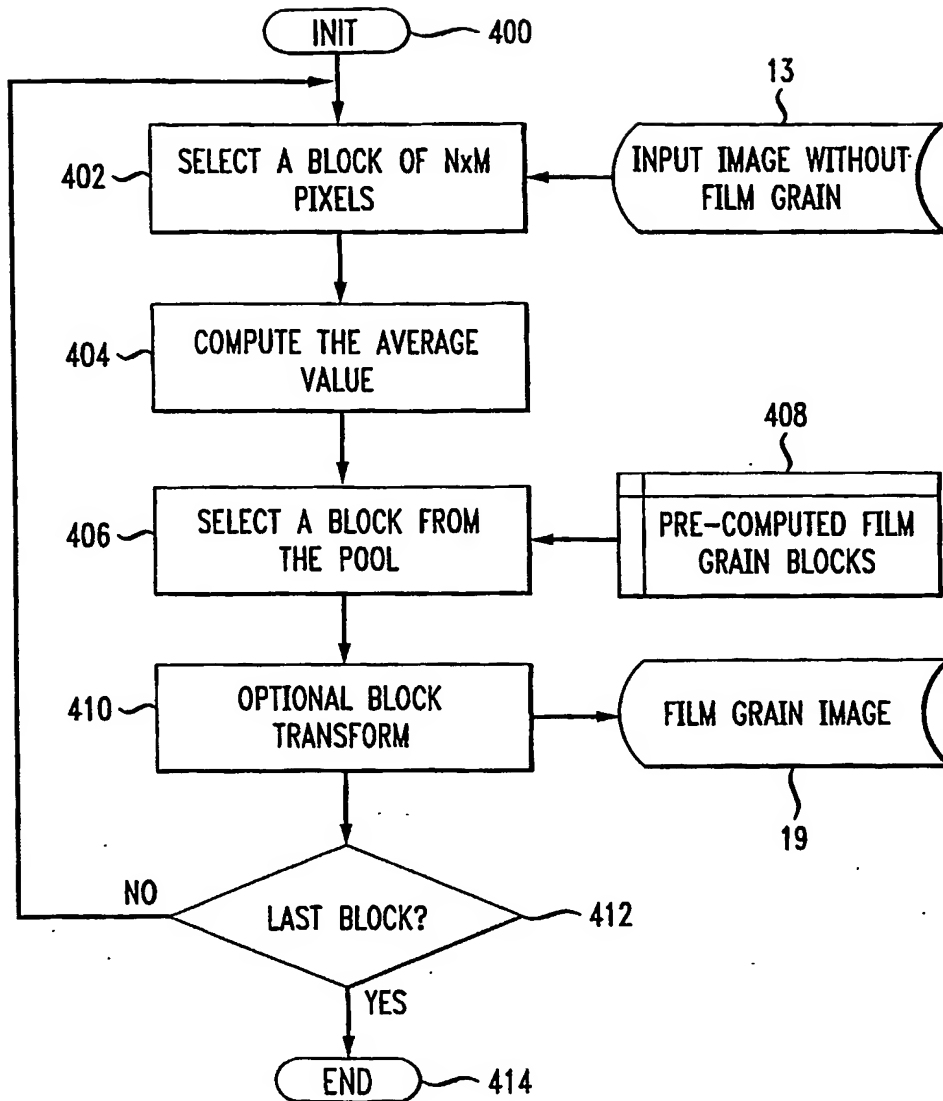 INIT
400
13
402
SELECT A BLOCK OF NxM
PIXELS
INPUT IMAGE WITHOUT
FILM GRAIN
404
COMPUTE THE AVERAGE
VALUE
408
406
SELECT A BLOCK FROM
THE POOL
PRE-COMPUTED FILM
GRAIN BLOCKS
410
OPTIONAL BLOCK
TRANSFORM
FILM GRAIN IMAGE
19
NO
LAST BLOCK?
412
YES
END
414